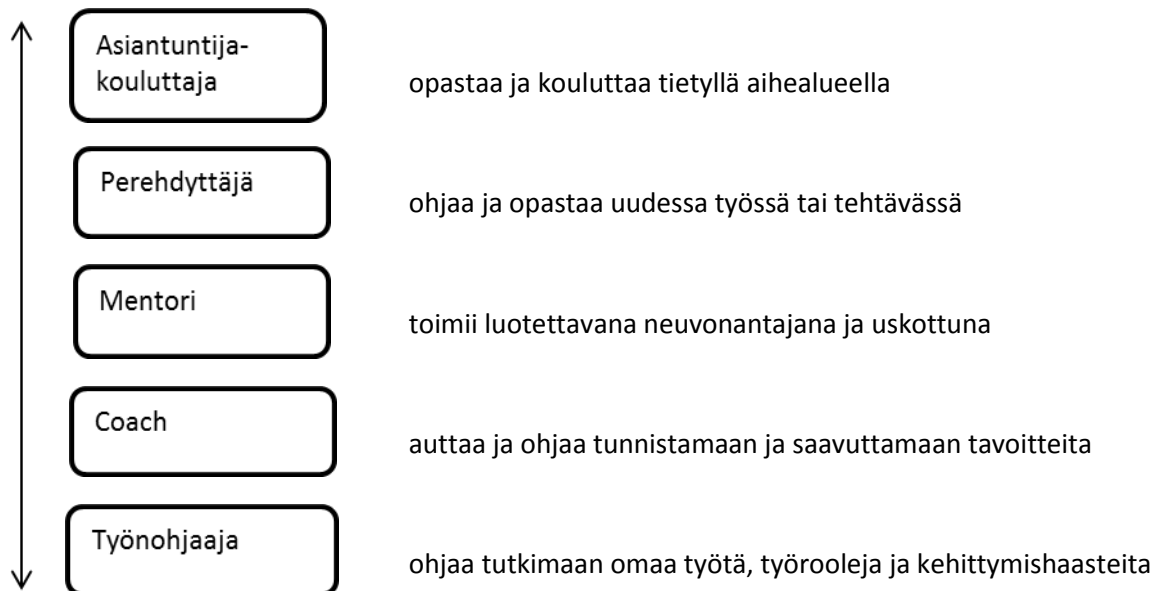 Asiantuntija-
kouluttaja
opastaa ja kouluttaa tietyllä aihealueella
Perehdyttäjä
ohjaa ja opastaa uudessa työssä tai tehtävässä
Mentori
toimii luotettavana neuvonantajana ja uskottuna
Coach
auttaa ja ohjaa tunnistamaan ja saavuttamaan tavoitteita
Työnohjaaja
ohjaa tutkimaan omaa työtä, työrooleja ja kehittymishaasteita